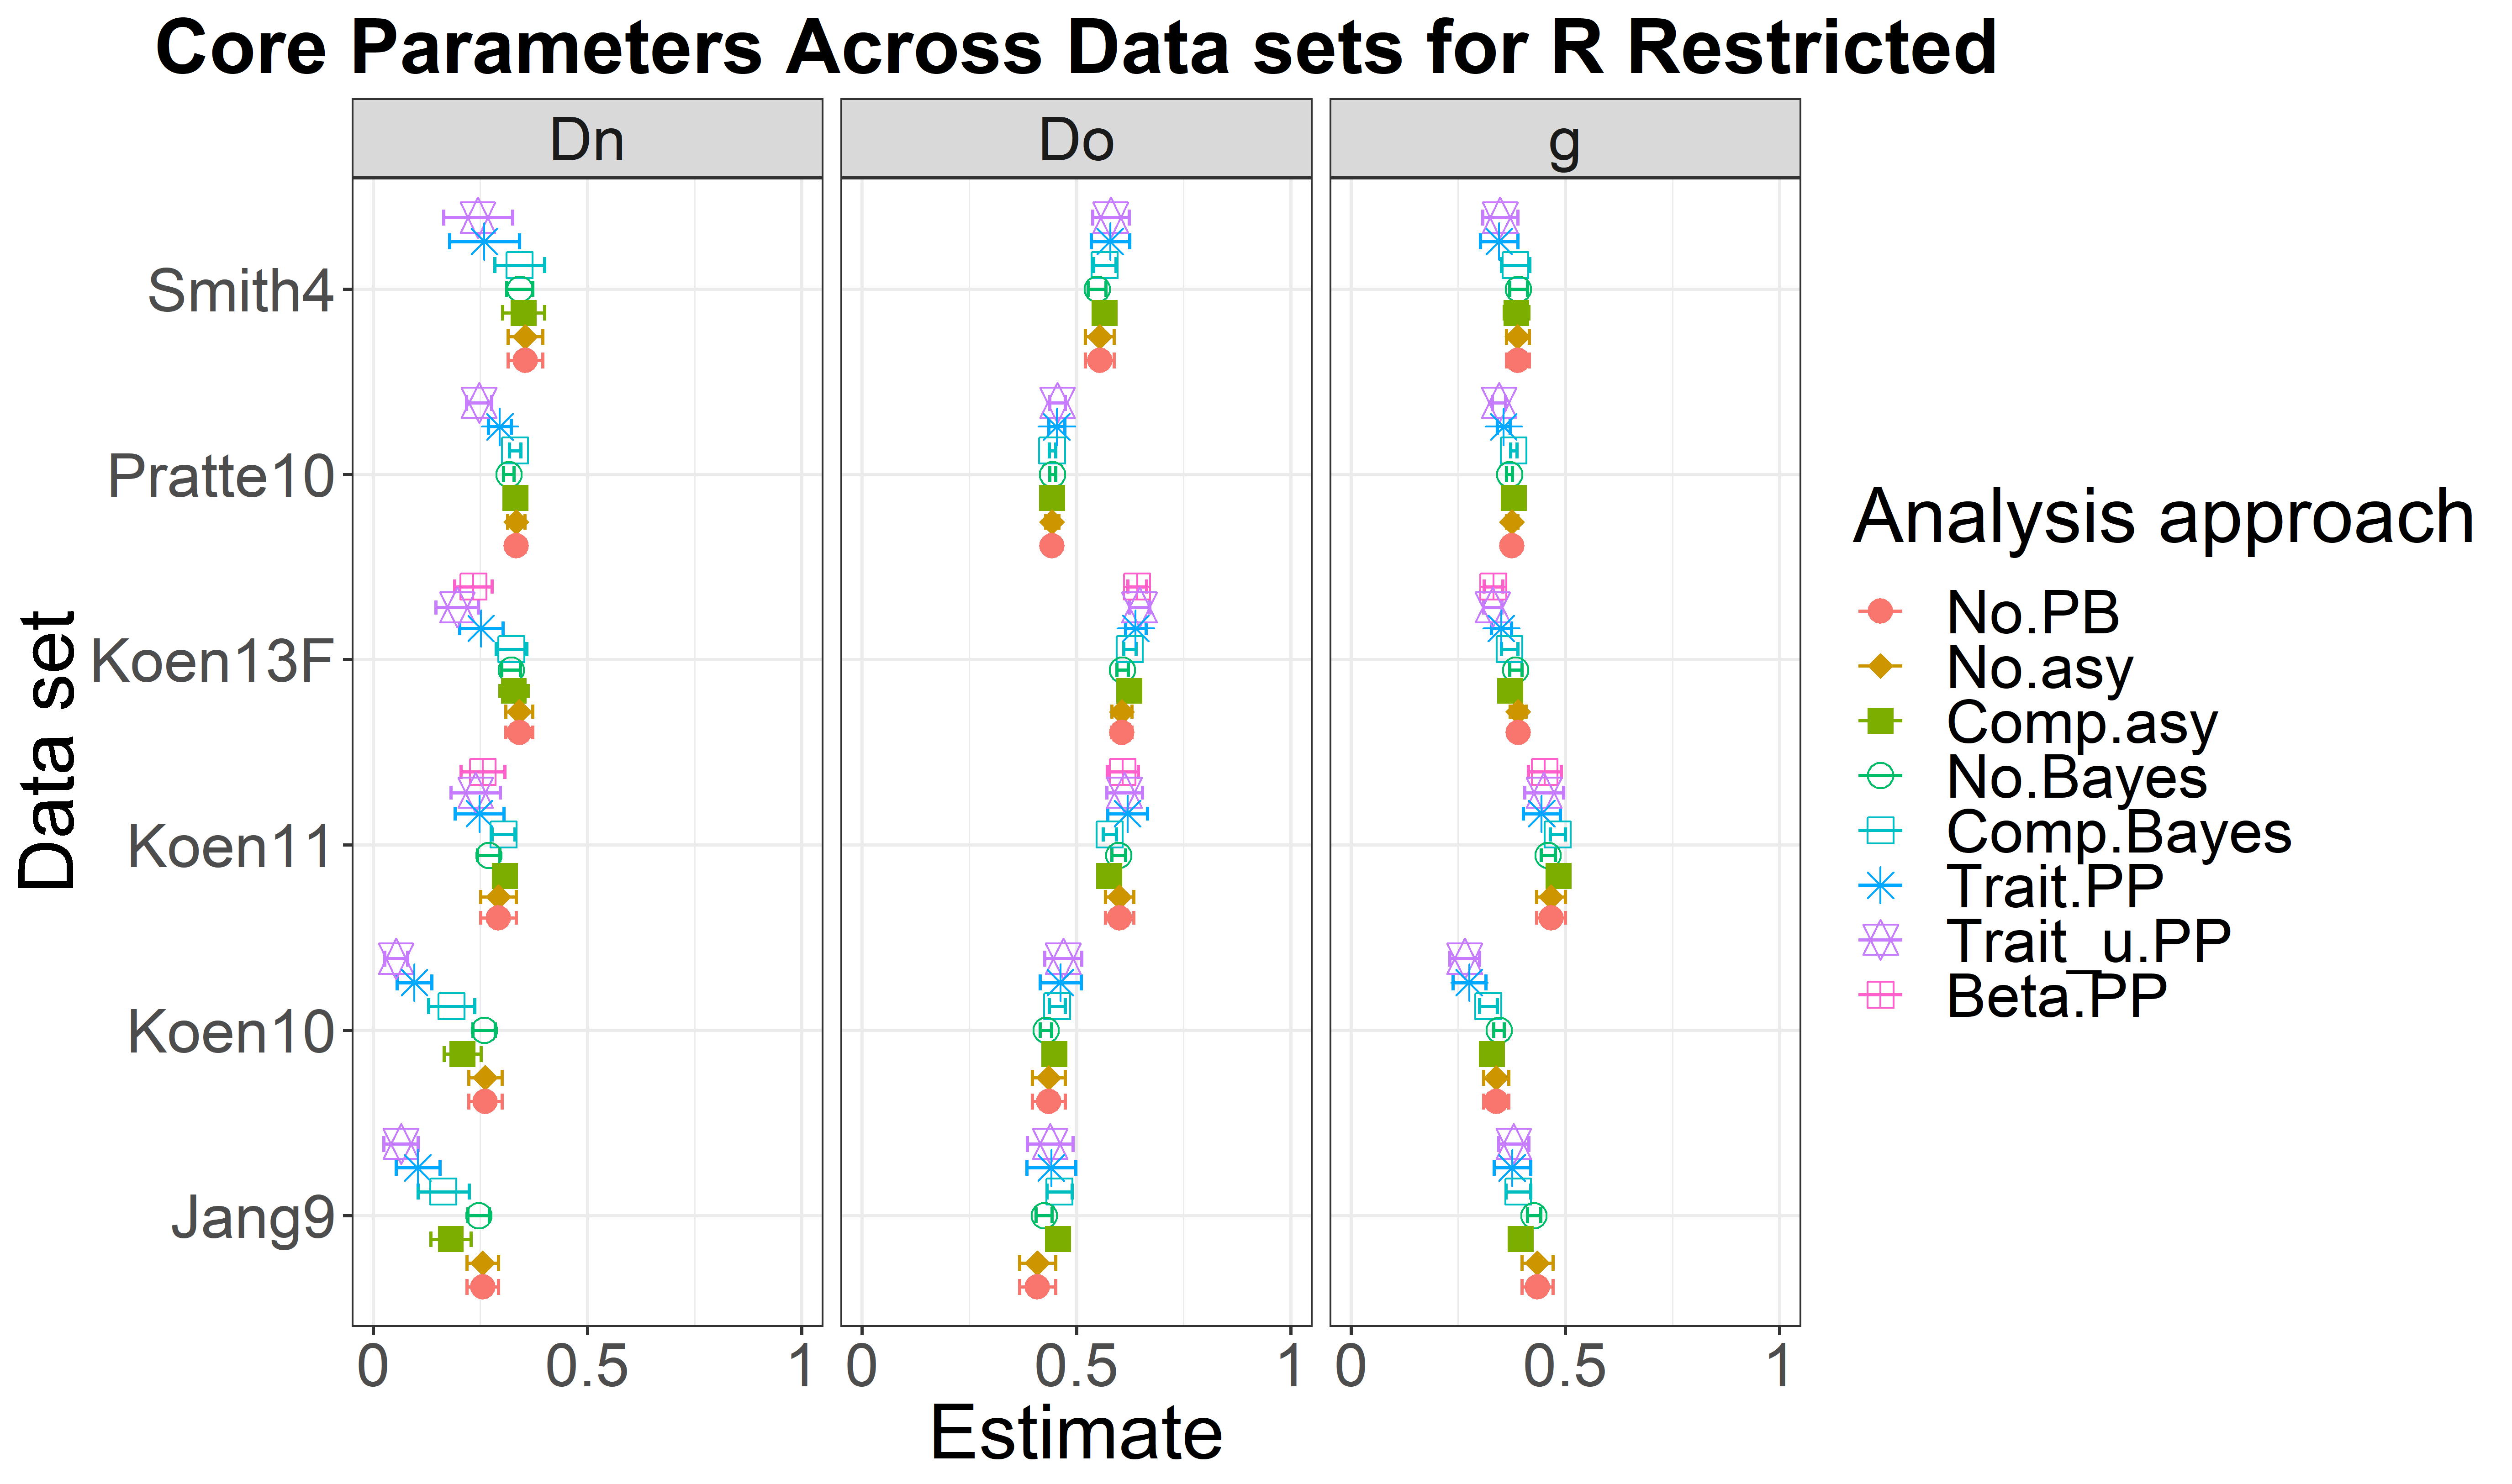 Core Parameters Across Data sets for R Restricted
Dn
Do
g
Data set
Smith4
Pratte10
Koen13F
Koen11
Koen10
Jang9
0 0.5 1
0 0.5 1
0 0.5 1
Estimate
Analysis approach
No.PB
No.asy
Comp.asy
No.Bayes
Comp.Bayes
Trait.PP
Trait_u.PP
Beta.PP